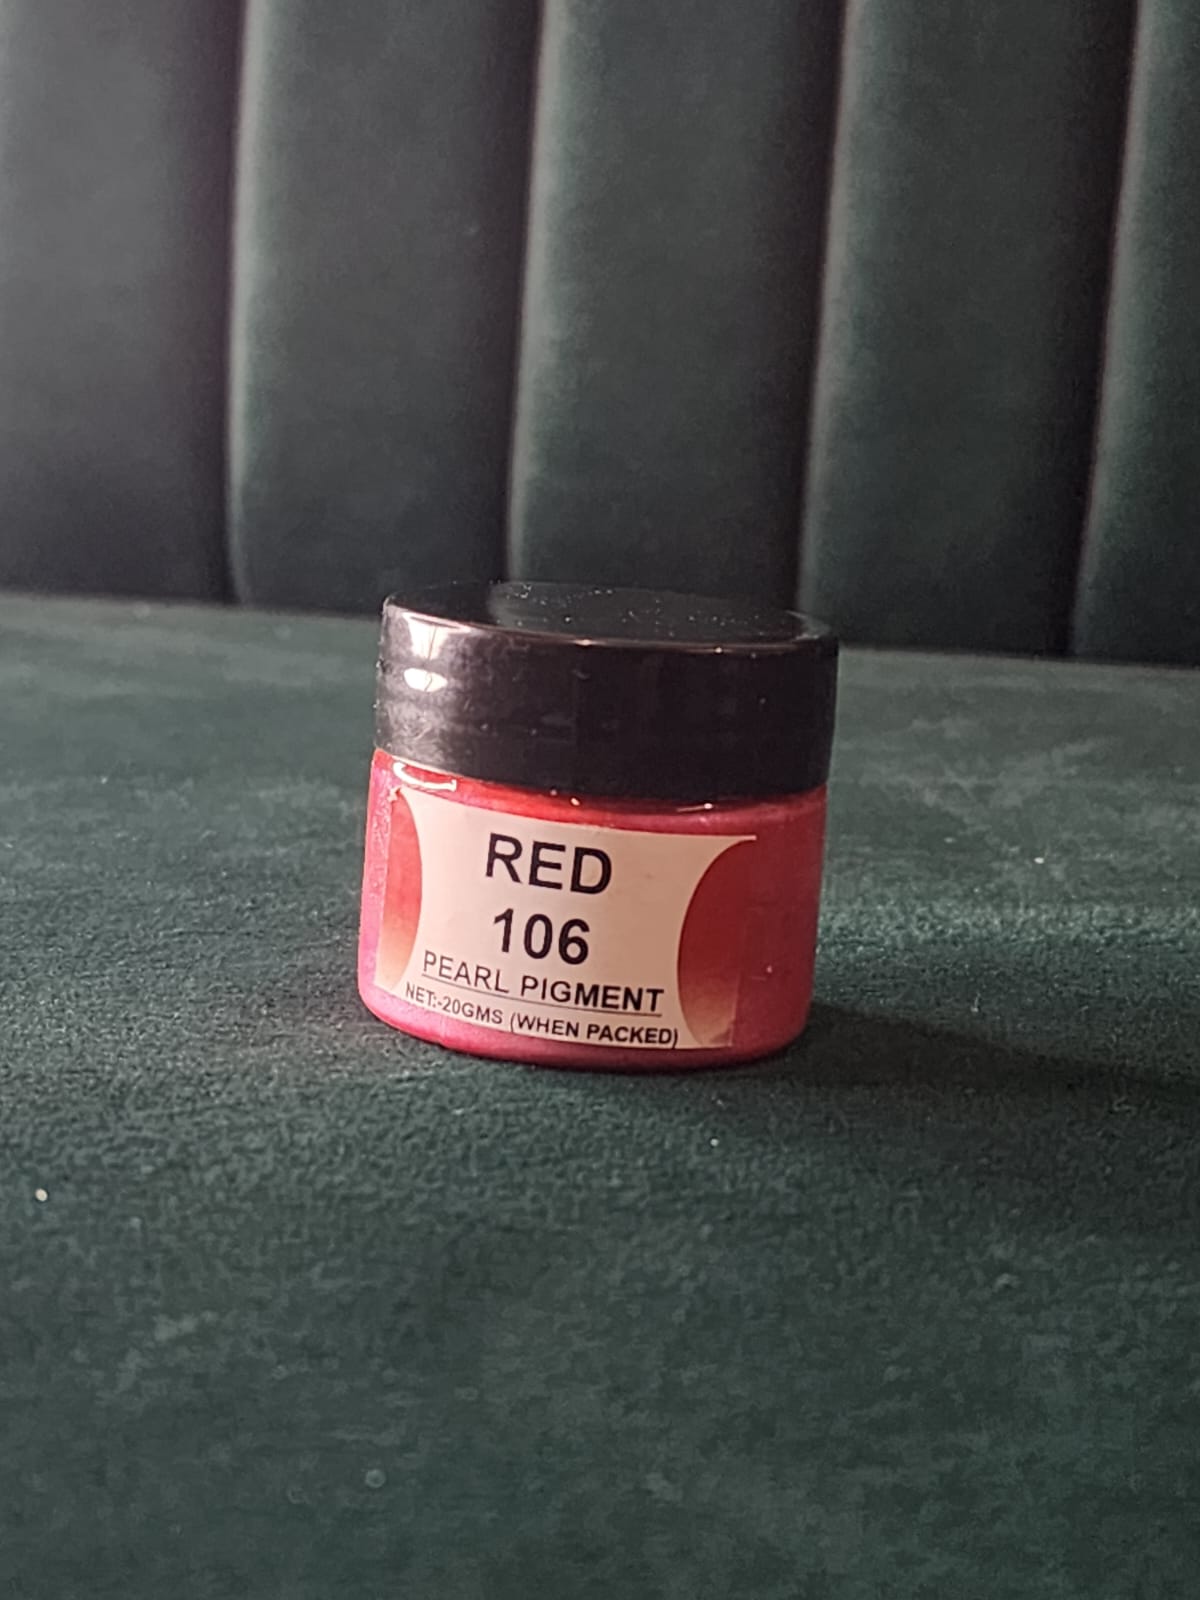 RED
106
PEARL PIGMENT
NET:-20GMS (WHEN PACKED)